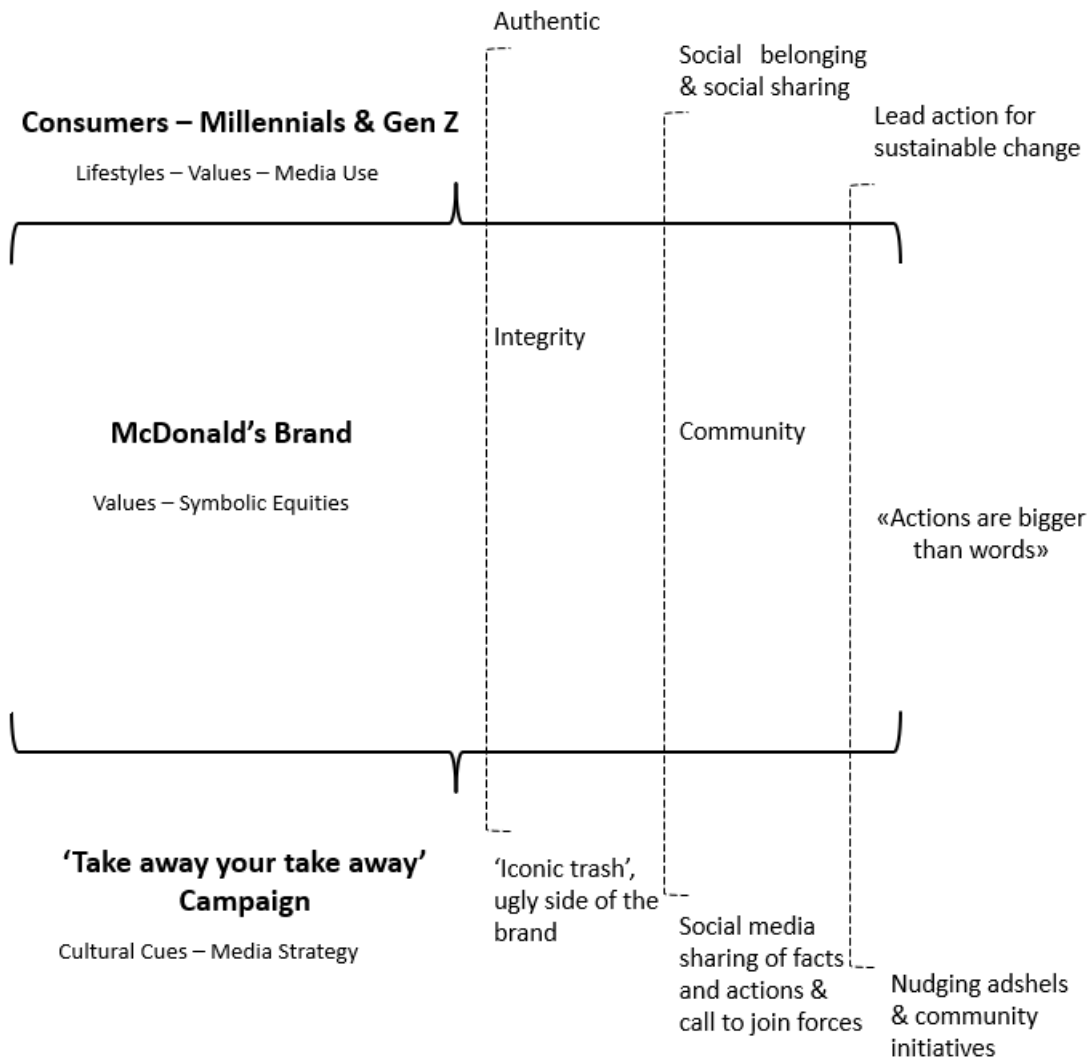 Authentic
Social belonging
& social sharing
Lead action for
sustainable change
Consumers – Millennials & Gen Z
Lifestyles – Values – Media Use
Integrity
McDonald’s Brand
Values – Symbolic Equities
Community
«Actions are bigger
than words»
‘Take away your take away’
Campaign
Cultural Cues – Media Strategy
‘Iconic trash’,
ugly side of the
brand
Social media
sharing of facts
and actions &
call to join forces
Nudging adshels
& community
initiatives